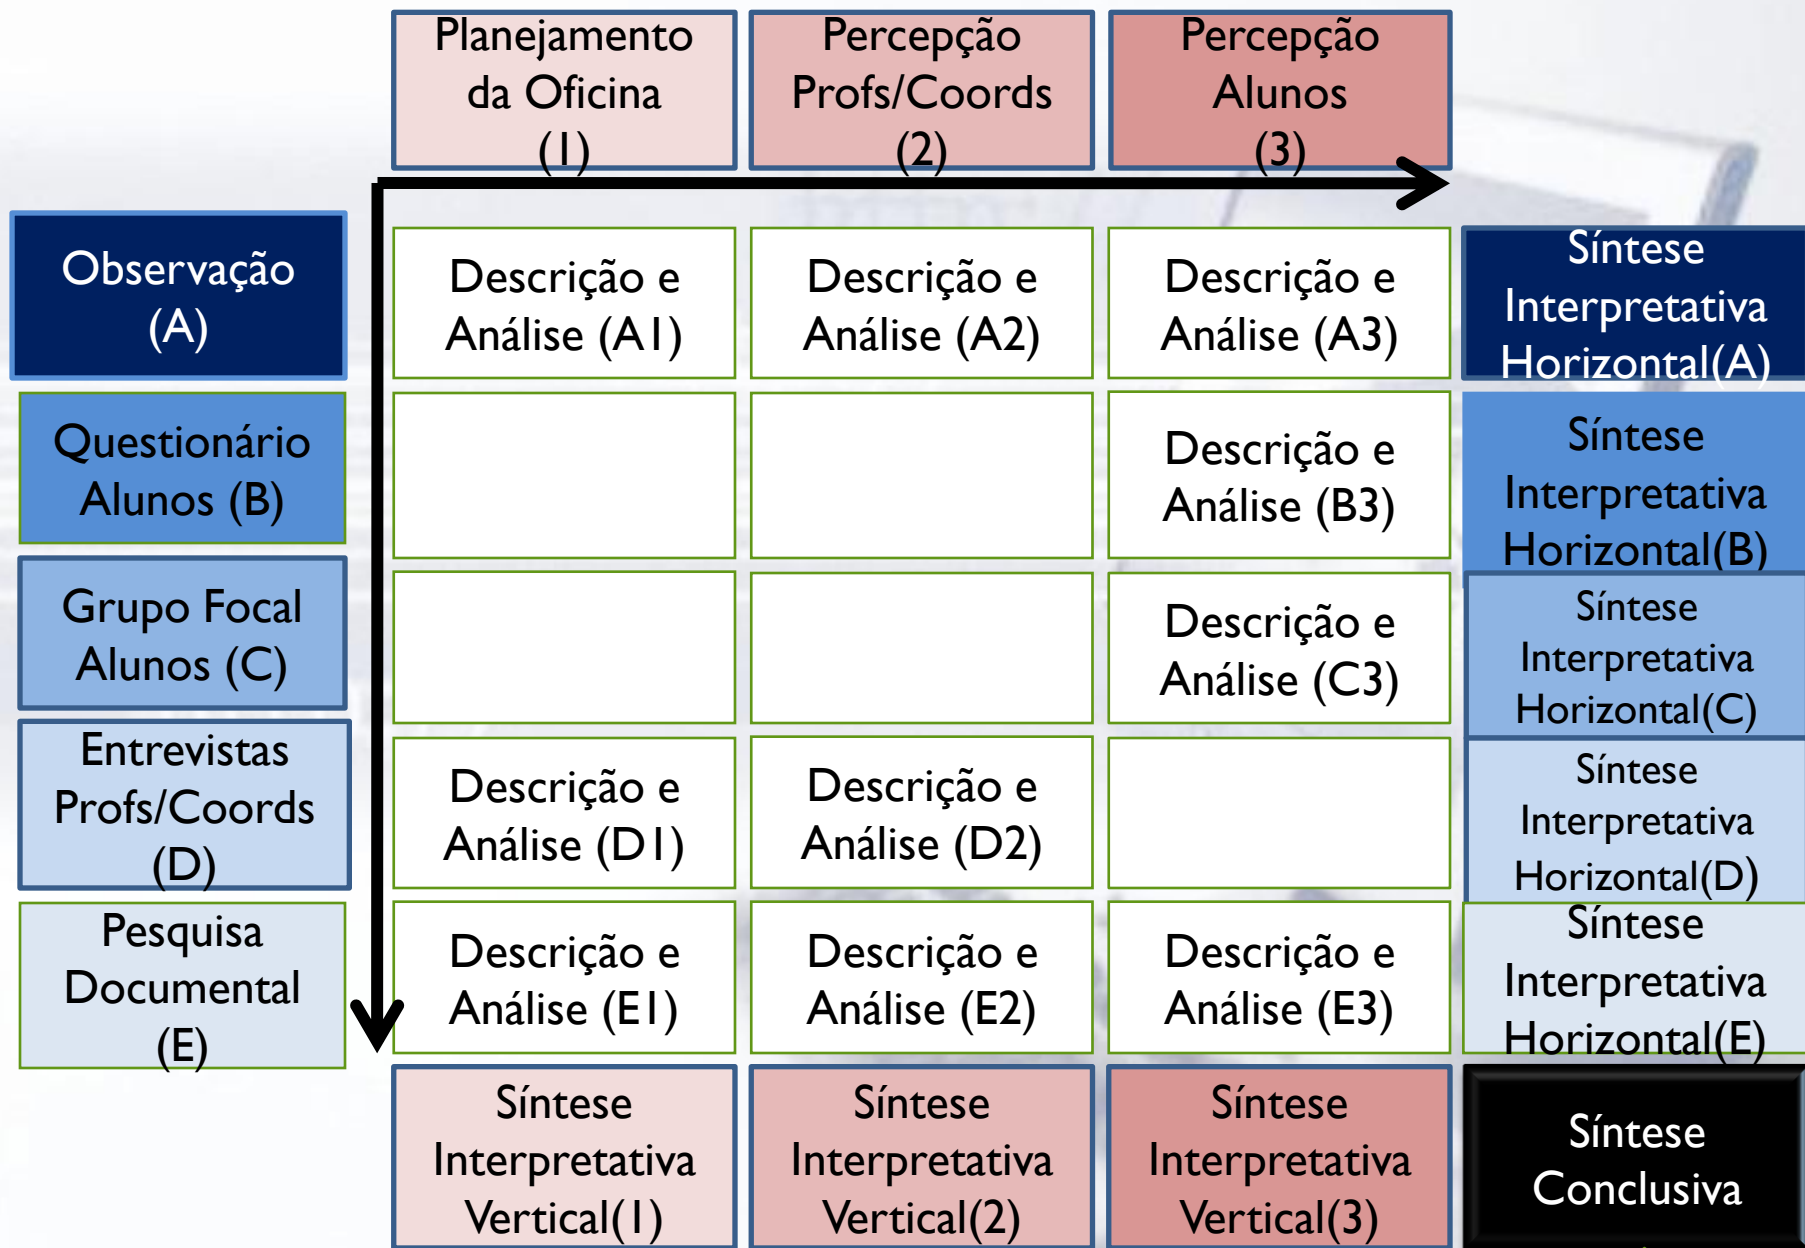 Planejamento
da Oficina
(1)
Percepção
Profs/Coords
(2)
Percepção
Alunos
(3)
Observação
(A)
Descrição e
Análise (A1)
Descrição e
Análise (A2)
Descrição e
Análise (A3)
Síntese
Interpretativa
Horizontal(A)
Questionário
Alunos (B)
Descrição e
Análise (B3)
Síntese
Interpretativa
Horizontal(B)
Grupo Focal
Alunos (C)
Descrição e
Análise (C3)
Síntese
Interpretativa
Horizontal(C)
Entrevistas
Profs/Coords
(D)
Descrição e
Análise (D1)
Descrição e
Análise (D2)
Síntese
Interpretativa
Horizontal(D)
Pesquisa
Documental
(E)
Descrição e
Análise (E1)
Descrição e
Análise (E2)
Descrição e
Análise (E3)
Síntese
Interpretativa
Horizontal(E)
Síntese
Interpretativa
Vertical(1)
Síntese
Interpretativa
Vertical(2)
Síntese
Interpretativa
Vertical(3)
Síntese
Conclusiva